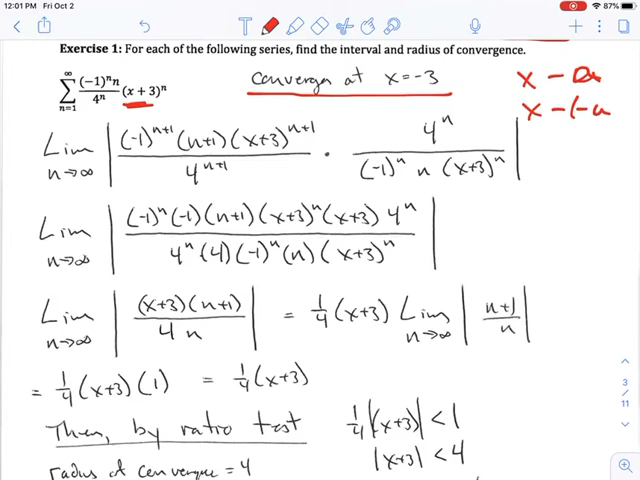 12:01 PM Fri Oct 2
87%
Exercise 1: For each of the following series, find the interval and radius of convergence.
∑_{n=1}^{∞} (-1)^n n / 4^n (x + 3)^n
Converges at x = -3
x - a
x - (-a
Lim_{n→∞} | (-1)^{n+1} (n+1) (x+3)^{n+1} / 4^{n+1} · 4^n / (-1)^n n (x+3)^n |
Lim_{n→∞} | (-1)^n (-1) (n+1) (x+3)^n (x+3) 4^n / 4^n (4) (-1)^n (n) (x+3)^n |
Lim_{n→∞} | (x+3) (n+1) / 4 n | = 1/4 (x+3) Lim_{n→∞} | n+1 / n |
= 1/4 (x+3) (1) = 1/4 (x+3)
Then, by ratio test
1/4 |(x+3)| < 1
|x+3| < 4
radius of convergence = 4
3
/
11